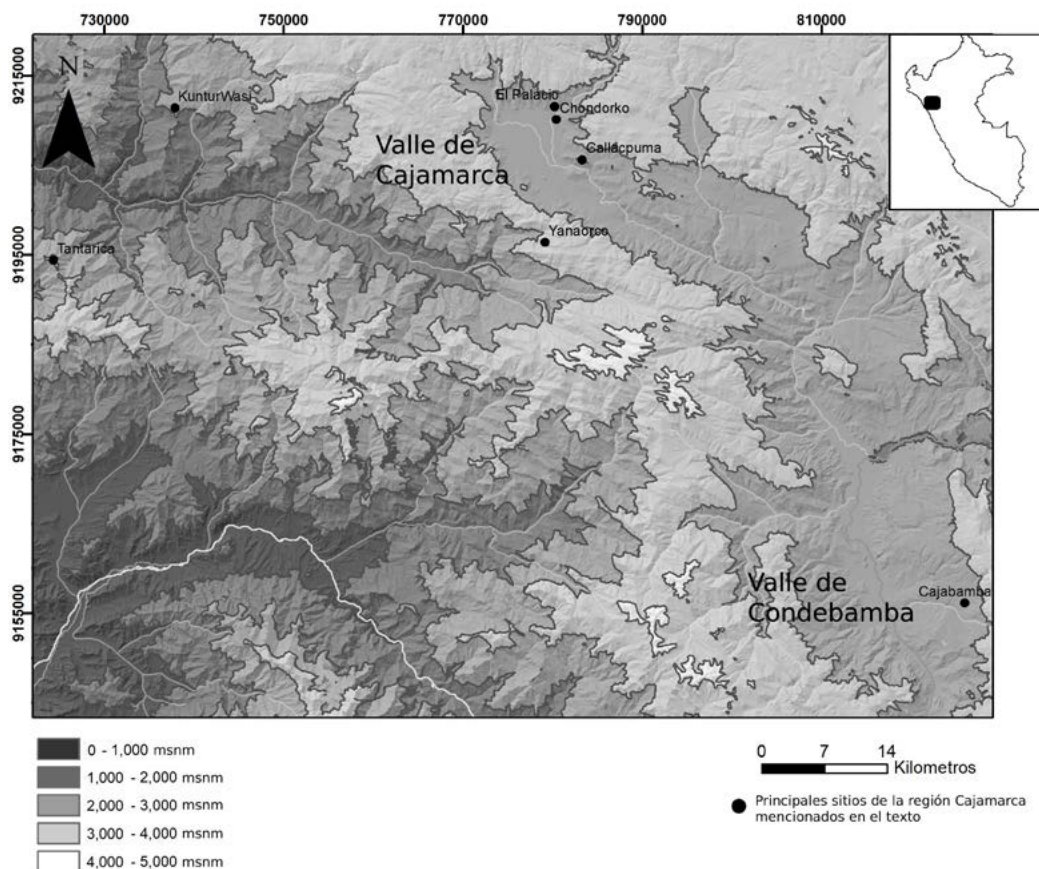 730000 750000 770000 790000 810000
9215000
9195000
9175000
9155000
N
KunturWasi
El Palacio
Chondorko
Callacpuma
Valle de
Cajamarca
Yanaorco
Tantarica
Valle de
Condebamba
Cajabamba
0 - 1,000 msnm
1,000 - 2,000 msnm
2,000 - 3,000 msnm
3,000 - 4,000 msnm
4,000 - 5,000 msnm
0 7 14
Kilometros
Principales sitios de la región Cajamarca
mencionados en el texto